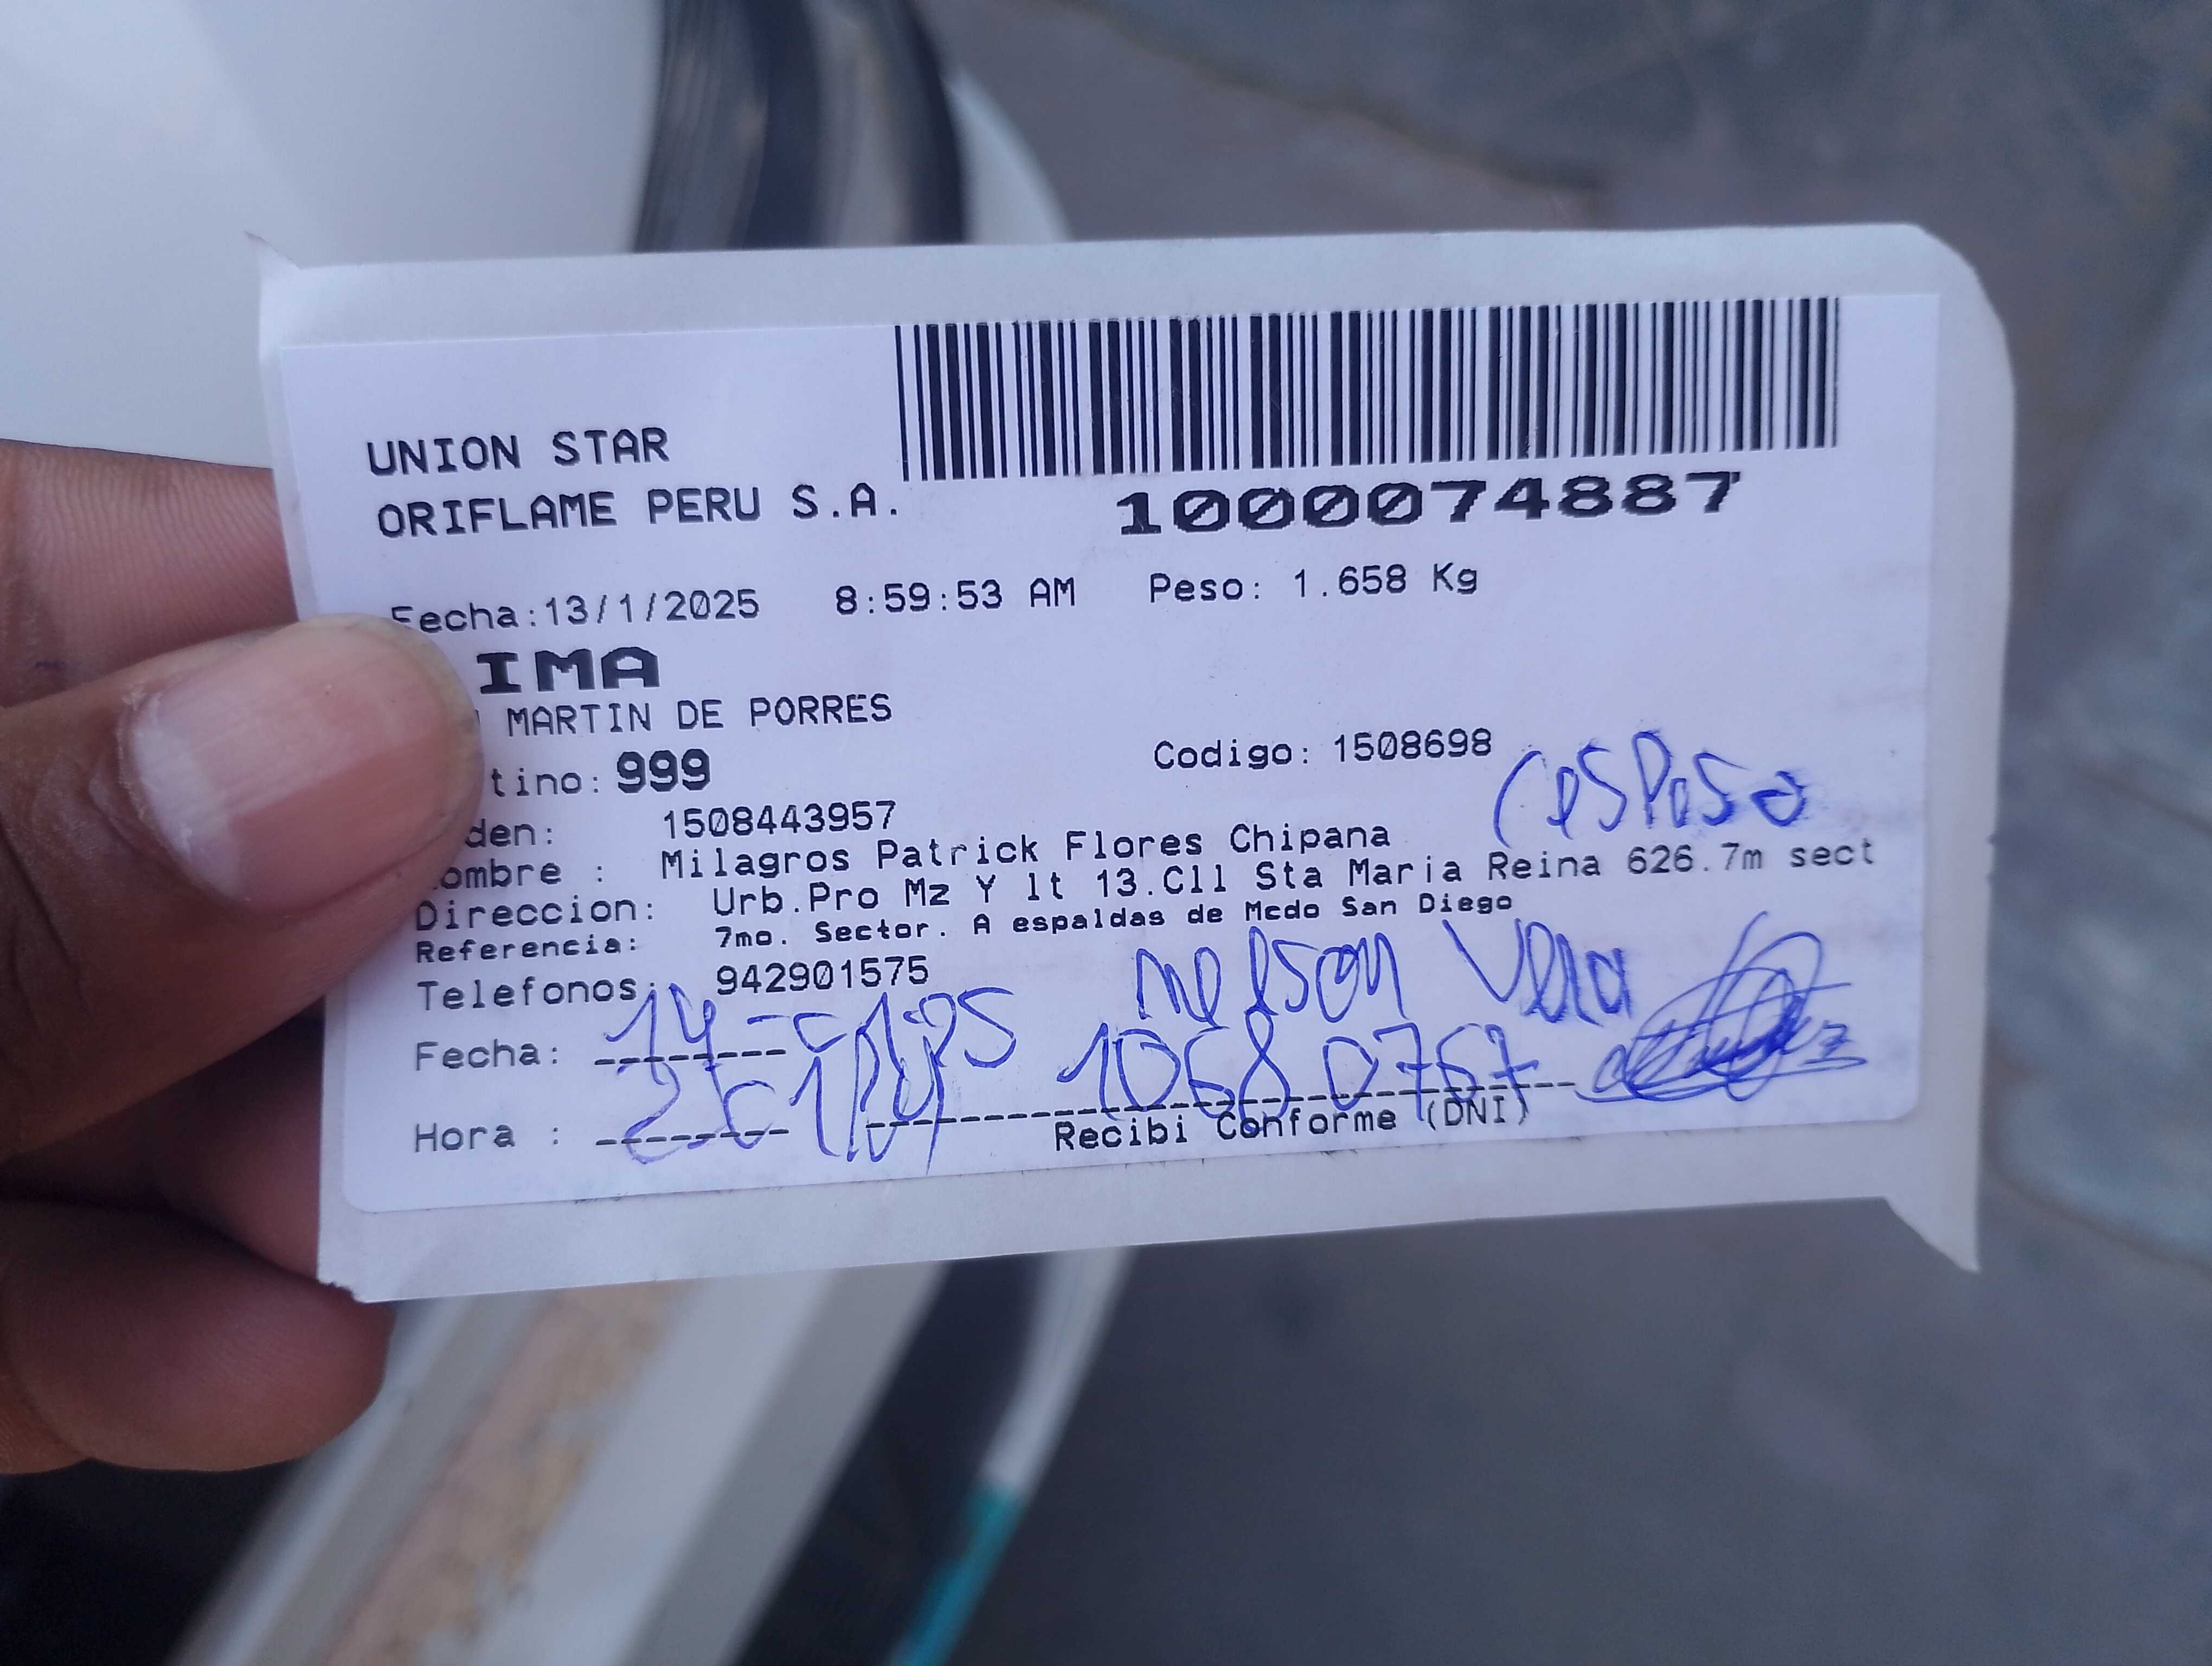 UNION STAR
ORIFLAME PERU S.A.
1000074887
Fecha:13/1/2025 8:59:53 AM Peso: 1.658 Kg
IMA
MARTIN DE PORRES
tino: 999 Codigo: 1508698
(esposo
den: 1508443957
ombre : Milagros Patrick Flores Chipana
Direccion: Urb.Pro Mz Y lt 13.Cll Sta Maria Reina 626.7m sect
Referencia: 7mo. Sector. A espaldas de Mcdo San Diego
Telefonos: 942901575
Nelson Vera
Fecha: 14-
10680767
Hora :
Recibi Conforme (DNI)